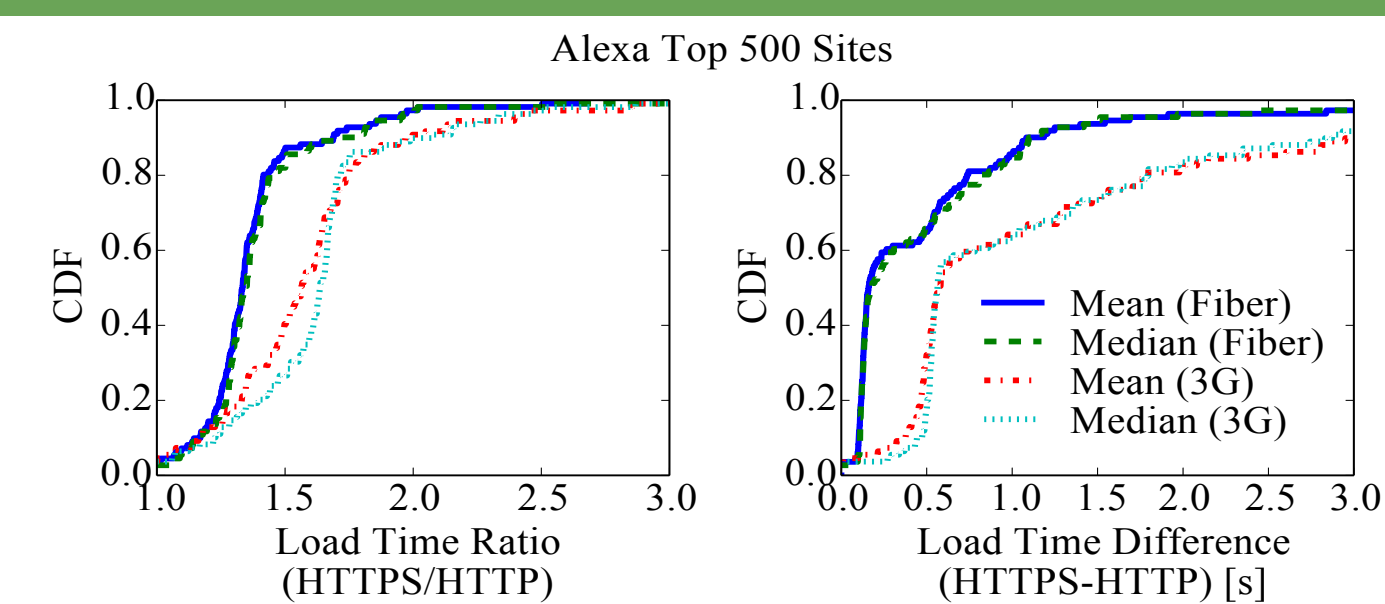 Alexa Top 500 Sites
1.0
0.8
0.6
0.4
0.2
0.0
CDF
1.0 1.5 2.0 2.5 3.0
Load Time Ratio
(HTTPS/HTTP)
1.0
0.8
0.6
0.4
0.2
0.0
CDF
Mean (Fiber)
Median (Fiber)
Mean (3G)
Median (3G)
0.0 0.5 1.0 1.5 2.0 2.5 3.0
Load Time Difference
(HTTPS-HTTP) [s]